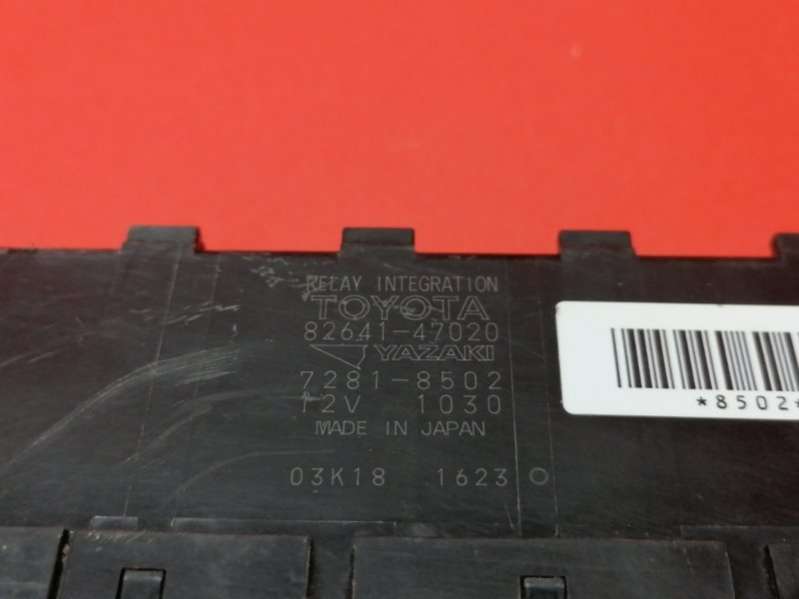 RELAY INTEGRATION
TOYOTA
82641-47020
YAZAKI
7281-8502
12V 1030
MADE IN JAPAN
03K18 1623
*8502*